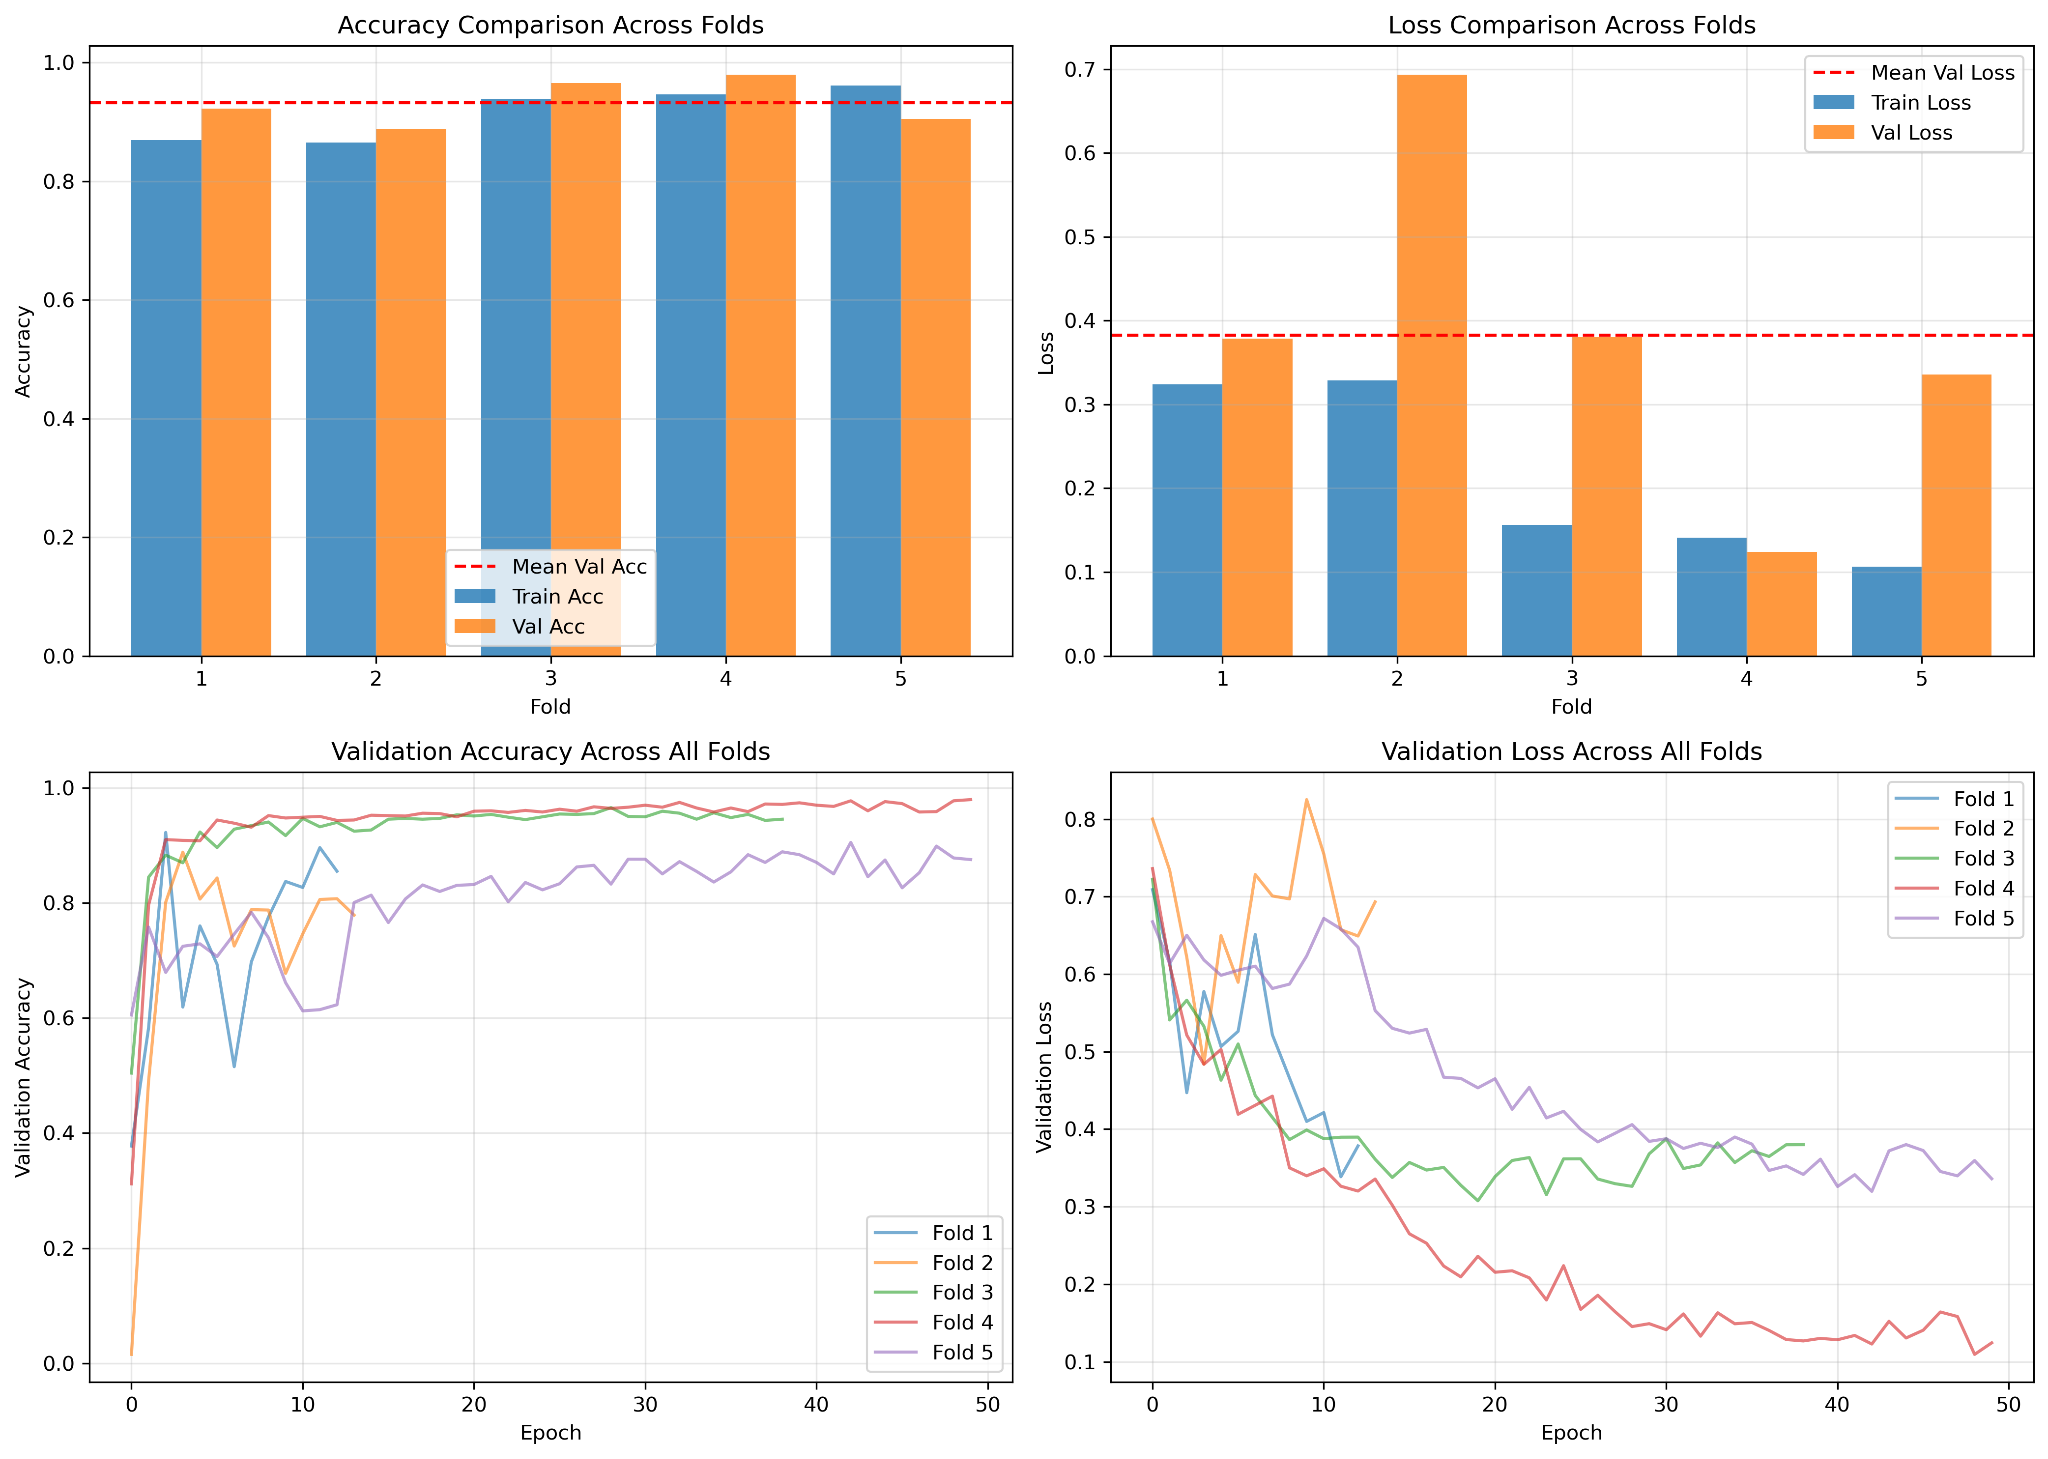 Accuracy Comparison Across Folds
1.0
0.8
0.6
0.4
0.2
0.0
Accuracy
Mean Val Acc
Train Acc
Val Acc
1 2 3 4 5
Fold
Loss Comparison Across Folds
0.7
0.6
0.5
0.4
0.3
0.2
0.1
0.0
Loss
Mean Val Loss
Train Loss
Val Loss
1 2 3 4 5
Fold
Validation Accuracy Across All Folds
1.0
0.8
0.6
0.4
0.2
0.0
Validation Accuracy
Fold 1
Fold 2
Fold 3
Fold 4
Fold 5
0 10 20 30 40 50
Epoch
Validation Loss Across All Folds
0.8
0.7
0.6
0.5
0.4
0.3
0.2
0.1
Validation Loss
Fold 1
Fold 2
Fold 3
Fold 4
Fold 5
0 10 20 30 40 50
Epoch